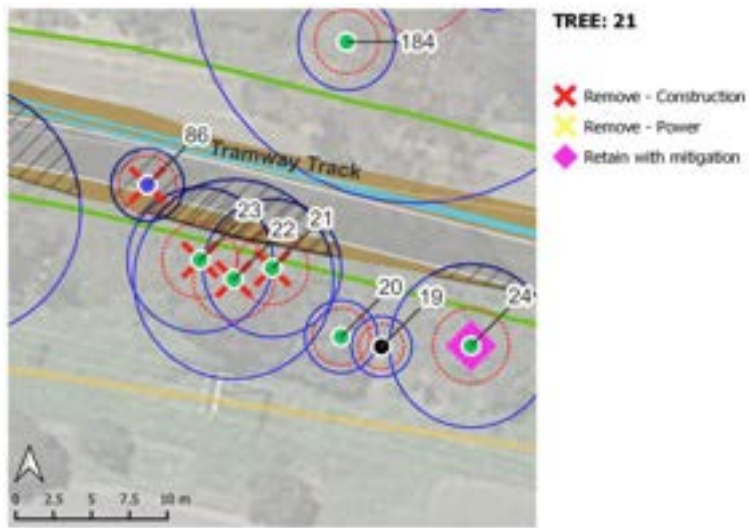 TREE: 21
Remove - Construction
Remove - Power
Retain with mitigation
184
86
Tramway Track
23
21
22
20
19
24
0 2.5 5 7.5 10 m